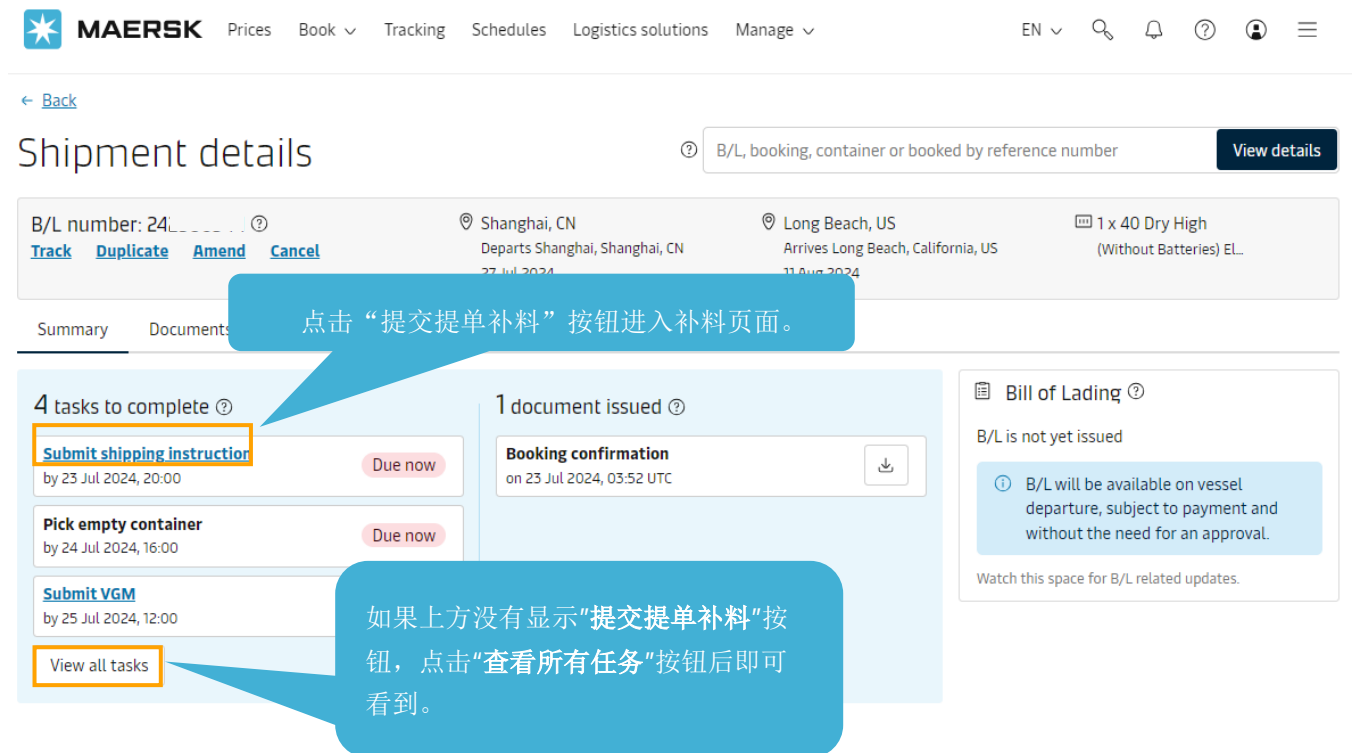 MAERSK Prices Book Tracking Schedules Logistics solutions Manage EN
← Back
Shipment details
B/L, booking, container or booked by reference number View details
B/L number: 24
Track Duplicate Amend Cancel
Shanghai, CN
Departs Shanghai, Shanghai, CN
27 Jul 2024
Long Beach, US
Arrives Long Beach, California, US
11 Aug 2024
1 x 40 Dry High
(Without Batteries) El...
点击“提交提单补料”按钮进入补料页面。
Summary Documents
4 tasks to complete
Submit shipping instruction
by 23 Jul 2024, 20:00
Due now
Pick empty container
by 24 Jul 2024, 16:00
Due now
Submit VGM
by 25 Jul 2024, 12:00
View all tasks
1 document issued
Booking confirmation
on 23 Jul 2024, 03:52 UTC
如果上方没有显示"提交提单补料"按
钮，点击“查看所有任务”按钮后即可
看到。
Bill of Lading
B/L is not yet issued
B/L will be available on vessel
departure, subject to payment and
without the need for an approval.
Watch this space for B/L related updates.